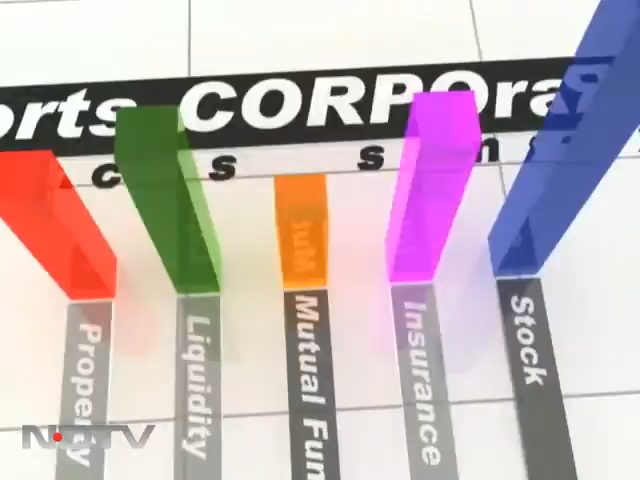 orts CORPOra
c s s n s
Property
Liquidity
Mutual Fun
Insurance
Stock
NDTV